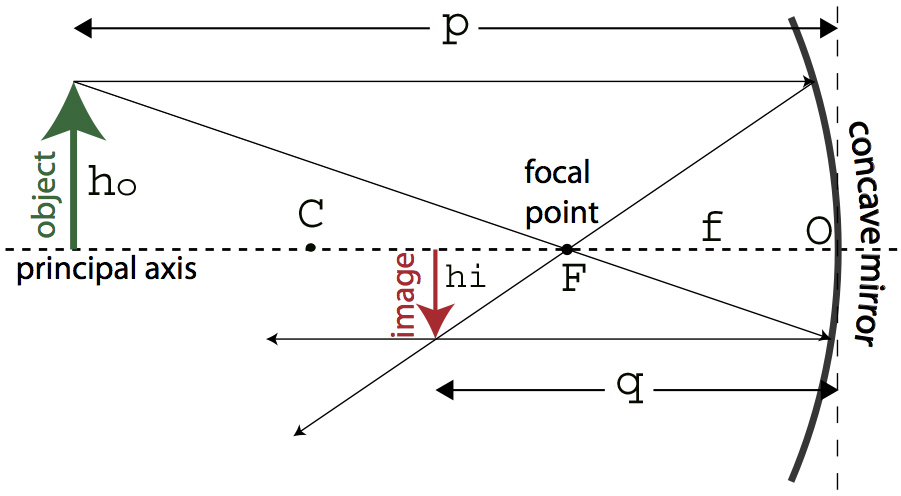 p
object
ho
C
focal
point
f
O
concave mirror
principal axis
image
hi
F
q